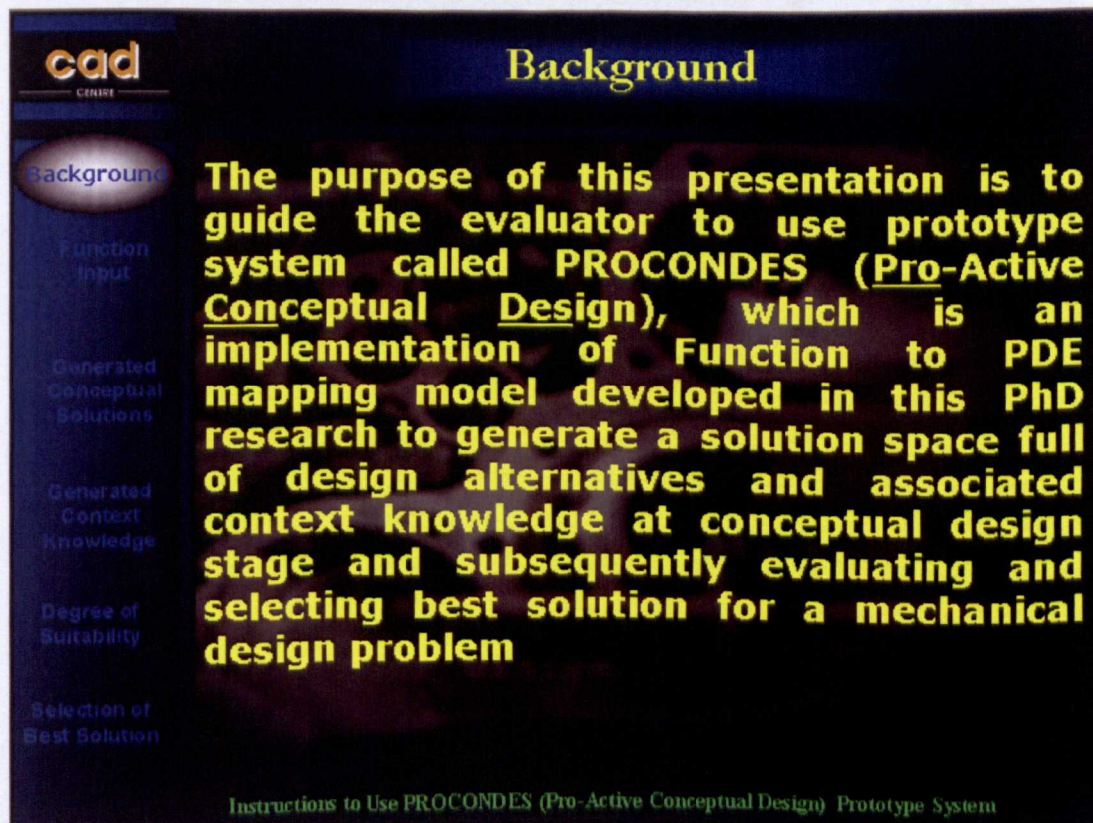 cad
CENTRE
Background
Background
Function
Input
Generated
Conceptual
Solutions
Generated
Context
Knowledge
Degree of
Suitability
Selection of
Best Solution
The purpose of this presentation is to
guide the evaluator to use prototype
system called PROCONDES (Pro-Active
Conceptual Design), which is an
implementation of Function to PDE
mapping model developed in this PhD
research to generate a solution space full
of design alternatives and associated
context knowledge at conceptual design
stage and subsequently evaluating and
selecting best solution for a mechanical
design problem
Instructions to Use PROCONDES (Pro-Active Conceptual Design) Prototype System